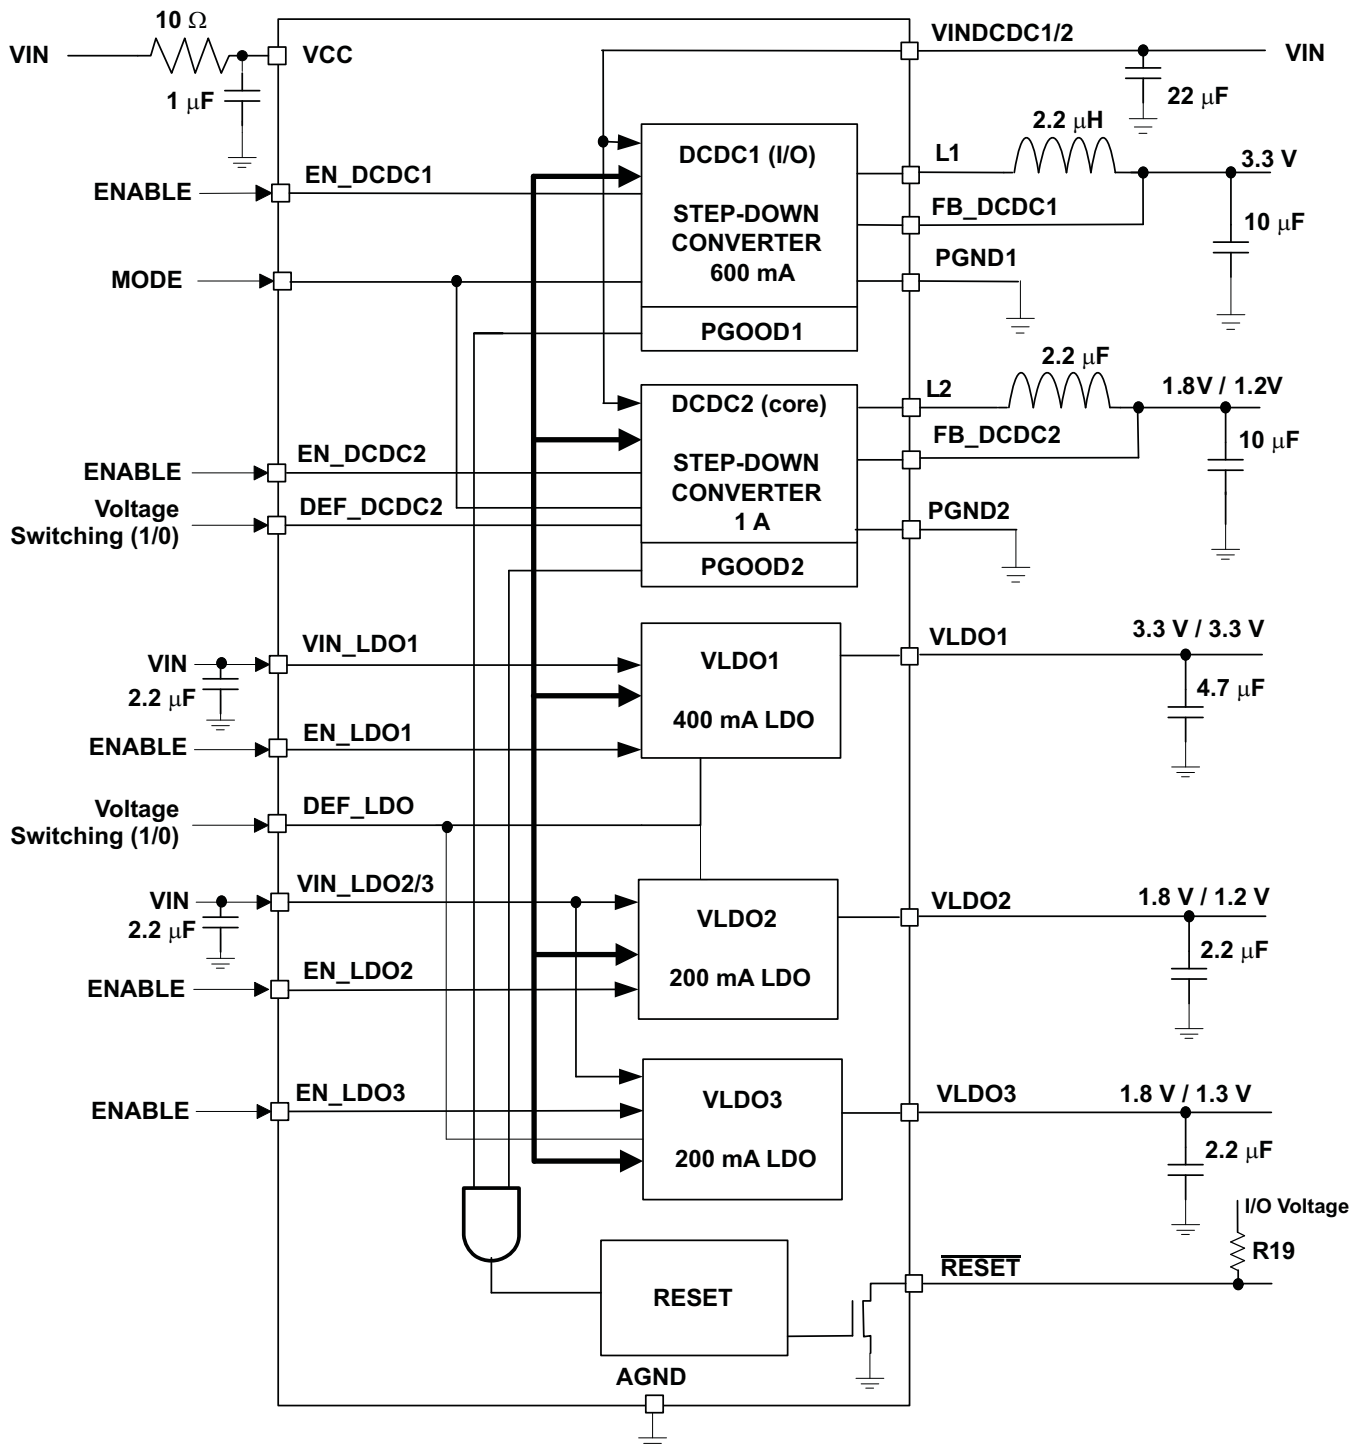 10 Ω
VIN
VCC
1 μF
VINDCDC1/2
VIN
22 μF
2.2 μH
DCDC1 (I/O)
STEP-DOWN
CONVERTER
600 mA
PGOOD1
L1
3.3 V
ENABLE
EN_DCDC1
FB_DCDC1
10 μF
MODE
PGND1
2.2 μF
DCDC2 (core)
STEP-DOWN
CONVERTER
1 A
PGOOD2
L2
1.8V / 1.2V
FB_DCDC2
10 μF
ENABLE
EN_DCDC2
Voltage
Switching (1/0)
DEF_DCDC2
PGND2
VIN
VIN_LDO1
2.2 μF
VLDO1
400 mA LDO
VLDO1
3.3 V / 3.3 V
4.7 μF
ENABLE
EN_LDO1
Voltage
Switching (1/0)
DEF_LDO
VIN
VIN_LDO2/3
2.2 μF
VLDO2
200 mA LDO
VLDO2
1.8 V / 1.2 V
2.2 μF
ENABLE
EN_LDO2
ENABLE
EN_LDO3
VLDO3
200 mA LDO
VLDO3
1.8 V / 1.3 V
2.2 μF
I/O Voltage
R19
RESET
RESET
AGND